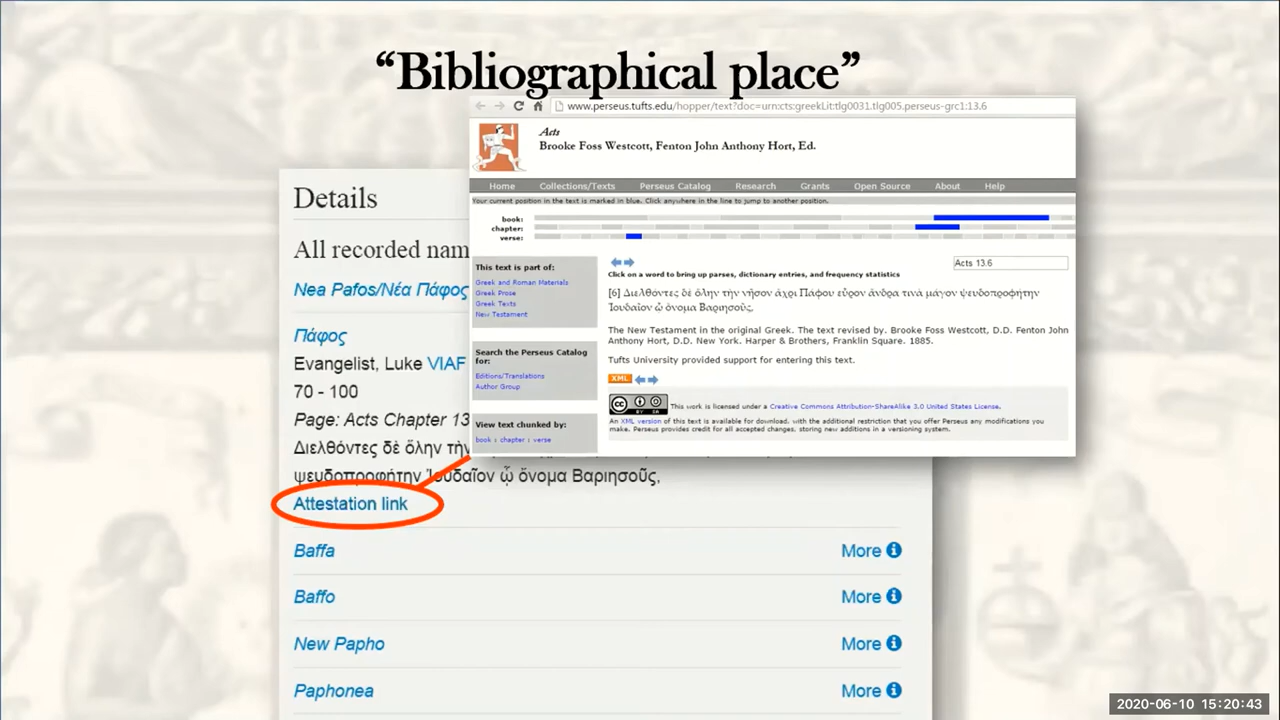 “Bibliographical place”
www.perseus.tufts.edu/hopper/text?doc=urn:cts:greekLit:tlg0031.tlg005.perseus-grc1:13.6
Acts
Brooke Foss Westcott, Fenton John Anthony Hort, Ed.
Home Collections/Texts Perseus Catalog Research Grants Open Source About Help
Your current position in the text is marked in blue. Click anywhere in the line to jump to another position.
book:
chapter:
verse:
This text is part of:
Greek and Roman Materials
Greek Prose
Greek Texts
New Testament
Search the Perseus Catalog
for:
Editions/Translations
Author Group
View text chunked by:
book : chapter : verse
Acts 13.6
Click on a word to bring up parses, dictionary entries, and frequency statistics
[6] Διελθόντες δὲ ὅλην τὴν νῆσον ἄχρι Πάφου εὗρον ἄνδρα τινὰ μάγον ψευδοπροφήτην
Ἰουδαῖον ᾧ ὄνομα Βαριησοῦς,
The New Testament in the original Greek. The text revised by. Brooke Foss Westcott, D.D. Fenton John
Anthony Hort, D.D. New York. Harper & Brothers, Franklin Square. 1885.
Tufts University provided support for entering this text.
XML
cc BY SA This work is licensed under a Creative Commons Attribution-ShareAlike 3.0 United States License.
An XML version of this text is available for download, with the additional restriction that you offer Perseus any modifications you
make. Perseus provides credit for all accepted changes, storing new additions in a versioning system.
Details
All recorded nam
Nea Pafos/Νέα Πάφος
Πάφος
Evangelist, Luke VIAF
70 - 100
Page: Acts Chapter 13
Διελθόντες δὲ ὅλην τὴν
ψευδοπροφήτην Ἰουδαῖον ᾧ ὄνομα Βαριησοῦς,
Attestation link
Baffa More
Baffo More
New Papho More
Paphonea More
2020-06-10 15:20:43